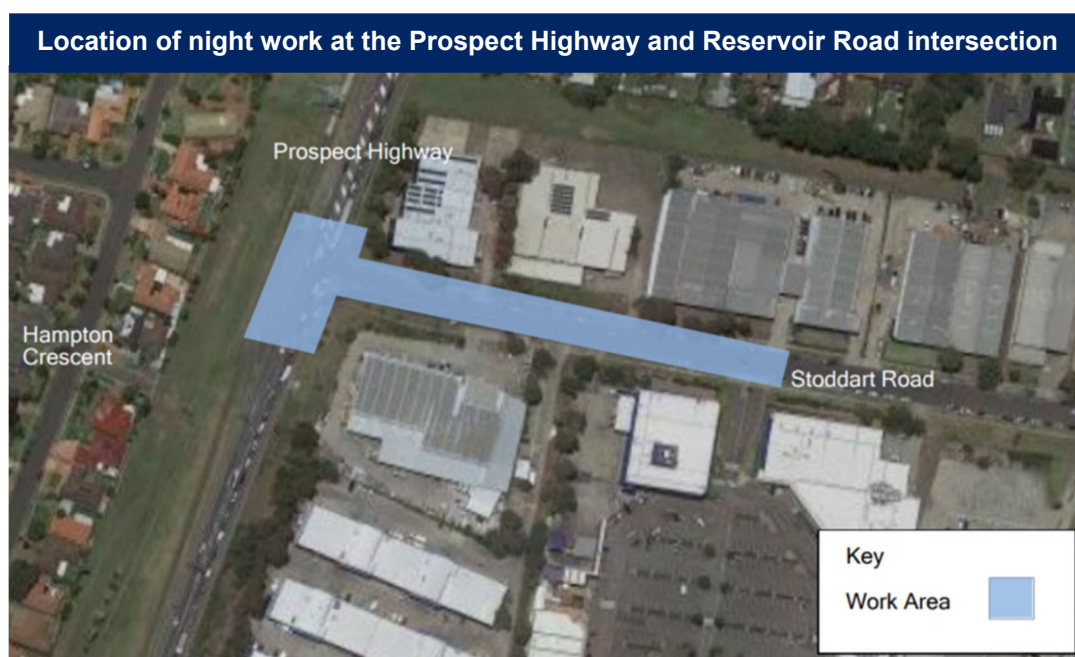 Location of night work at the Prospect Highway and Reservoir Road intersection
Prospect Highway
Hampton
Crescent
Stoddart Road
Key
Work Area